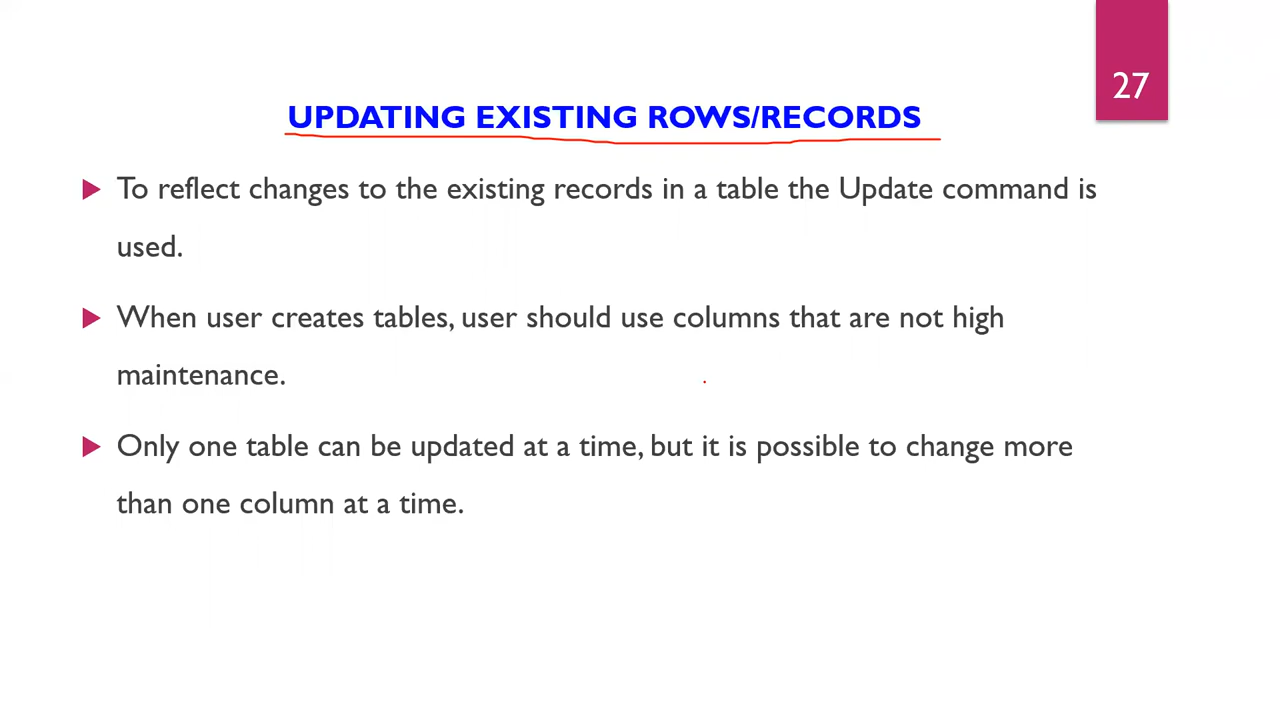 27
UPDATING EXISTING ROWS/RECORDS
To reflect changes to the existing records in a table the Update command is
used.
When user creates tables, user should use columns that are not high
maintenance.
Only one table can be updated at a time, but it is possible to change more
than one column at a time.